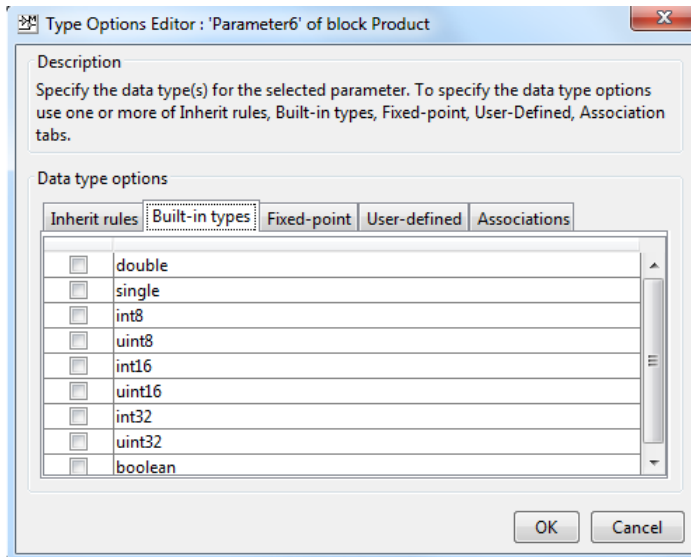 Type Options Editor : 'Parameter6' of block Product
Description
Specify the data type(s) for the selected parameter. To specify the data type options
use one or more of Inherit rules, Built-in types, Fixed-point, User-Defined, Association
tabs.
Data type options
Inherit rules Built-in types Fixed-point User-defined Associations
double
single
int8
uint8
int16
uint16
int32
uint32
boolean
OK Cancel